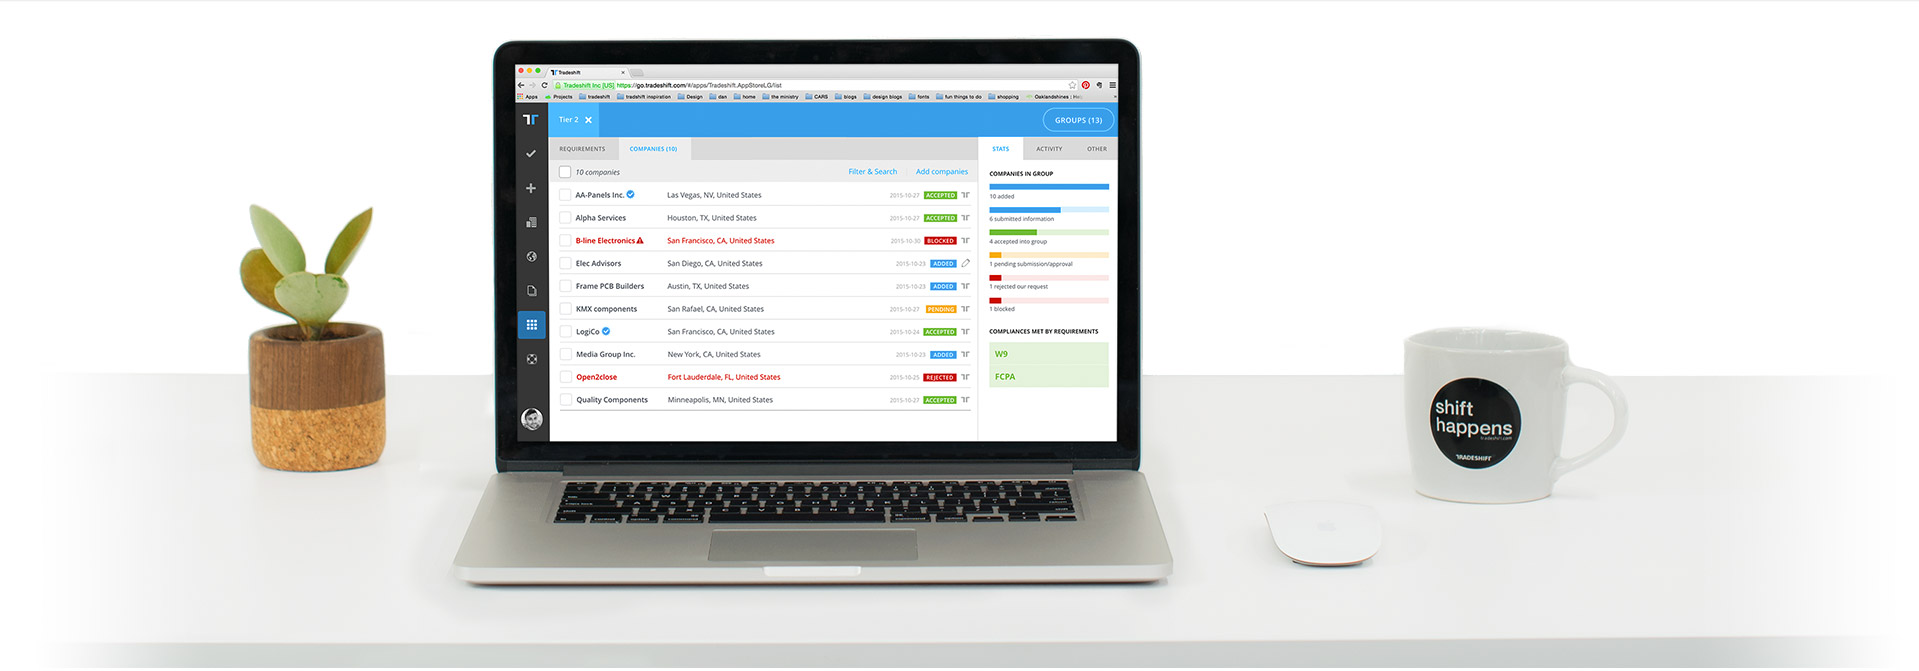 Tradeshift
Tradeshift Inc [US] https://go.tradeshift.com/#/apps/Tradeshift.AppStoreLG/list
Apps Projects tradeshift tradshift inspiration Design dan home the ministry CARS blogs design blogs fonts fun things to do shopping Oaklandshines
Tier 2
GROUPS (13)
REQUIREMENTS COMPANIES (10)
10 companies Filter & Search Add companies
AA-Panels Inc. Las Vegas, NV, United States 2015-10-27 ACCEPTED
Alpha Services Houston, TX, United States 2015-10-27 ACCEPTED
B-line Electronics San Francisco, CA, United States 2015-10-30 BLOCKED
Elec Advisors San Diego, CA, United States 2015-10-23 ADDED
Frame PCB Builders Austin, TX, United States 2015-10-23 ADDED
KMX components San Rafael, CA, United States 2015-10-27 PENDING
LogiCo San Francisco, CA, United States 2015-10-24 ACCEPTED
Media Group Inc. New York, CA, United States 2015-10-23 ADDED
Open2close Fort Lauderdale, FL, United States 2015-10-25 REJECTED
Quality Components Minneapolis, MN, United States 2015-10-27 ACCEPTED
STATS ACTIVITY OTHER
COMPANIES IN GROUP
10 added
6 submitted information
4 accepted into group
1 pending submission/approval
1 rejected our request
1 blocked
COMPLIANCES MET BY REQUIREMENTS
W9
FCPA
shift
happens
tradeshift.com
TRADESHIFT